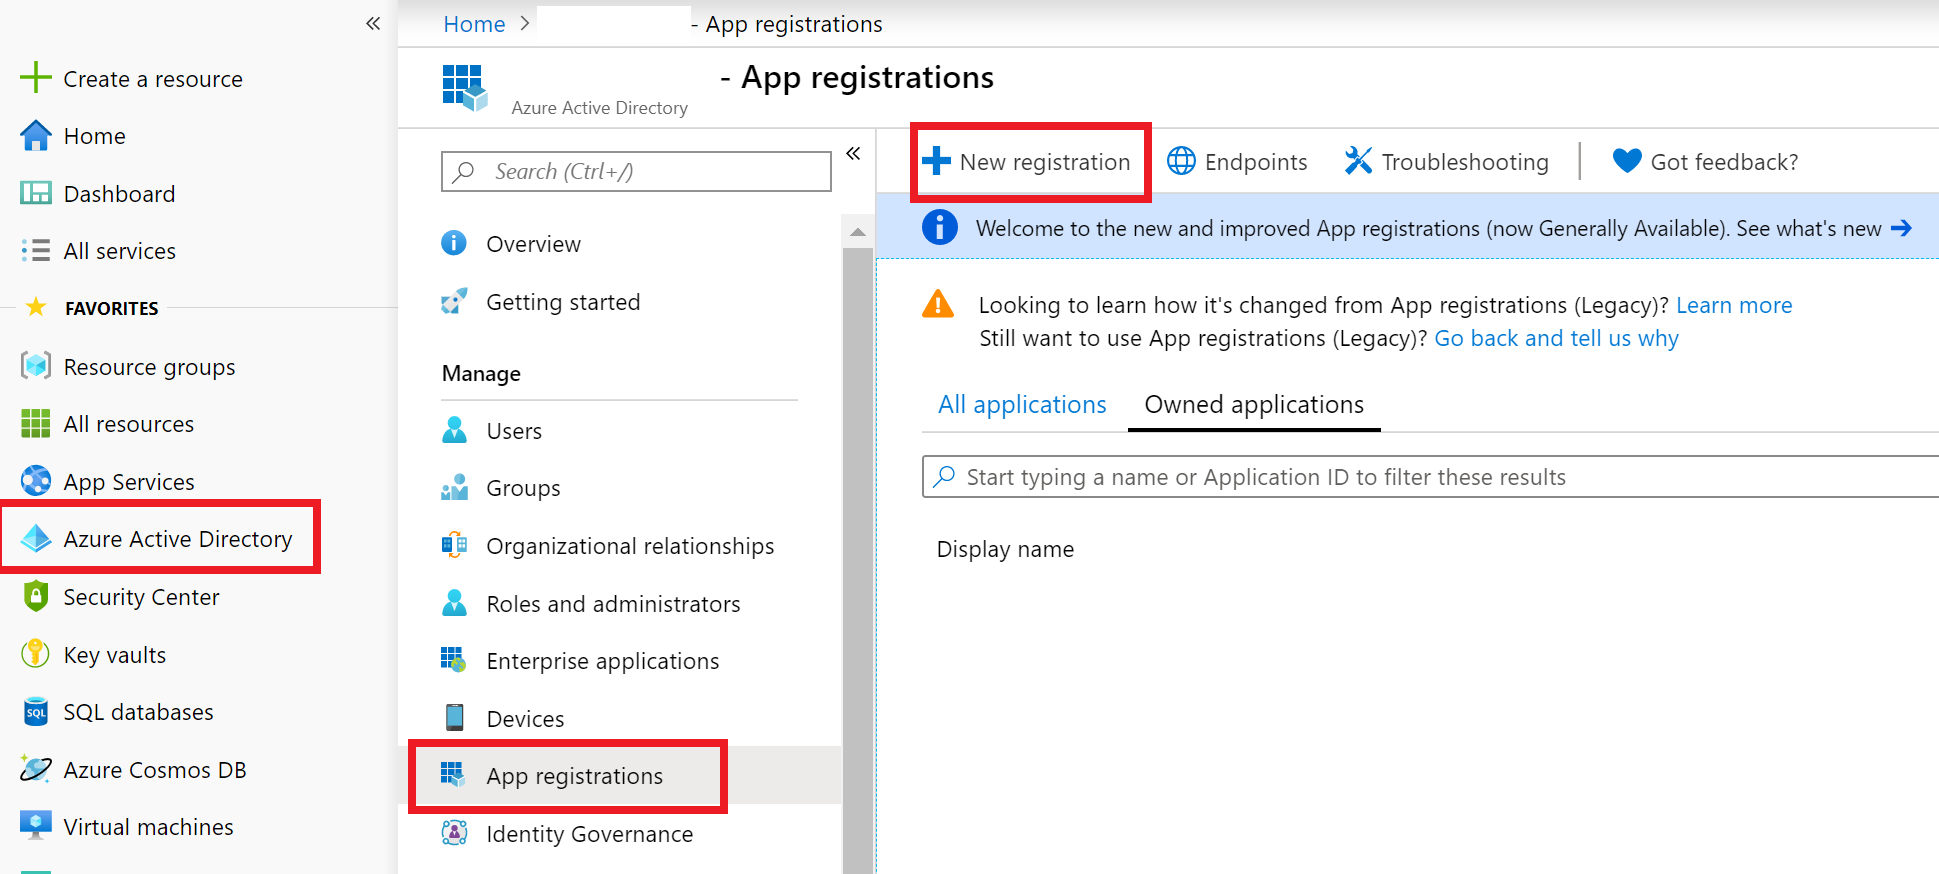 Create a resource
Home
Dashboard
All services
FAVORITES
Resource groups
All resources
App Services
Azure Active Directory
Security Center
Key vaults
SQL databases
Azure Cosmos DB
Virtual machines
Home > - App registrations
- App registrations
Azure Active Directory
Search (Ctrl+/)
Overview
Getting started
Manage
Users
Groups
Organizational relationships
Roles and administrators
Enterprise applications
Devices
App registrations
Identity Governance
New registration Endpoints Troubleshooting Got feedback?
Welcome to the new and improved App registrations (now Generally Available). See what's new →
Looking to learn how it's changed from App registrations (Legacy)? Learn more
Still want to use App registrations (Legacy)? Go back and tell us why
All applications Owned applications
Start typing a name or Application ID to filter these results
Display name